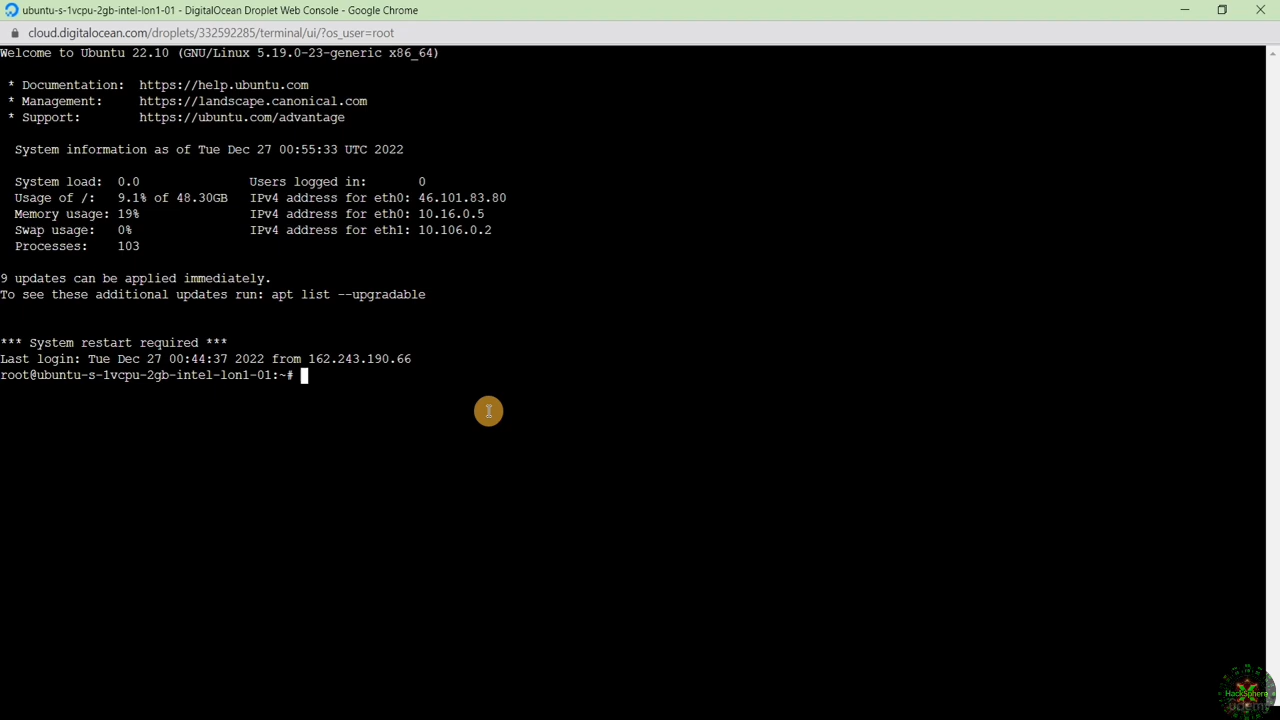 ubuntu-s-1vcpu-2gb-intel-lon1-01 - DigitalOcean Droplet Web Console - Google Chrome
cloud.digitalocean.com/droplets/332592285/terminal/ui/?os_user=root
Welcome to Ubuntu 22.10 (GNU/Linux 5.19.0-23-generic x86_64)
* Documentation: https://help.ubuntu.com
* Management: https://landscape.canonical.com
* Support: https://ubuntu.com/advantage
System information as of Tue Dec 27 00:55:33 UTC 2022
System load: 0.0 Users logged in: 0
Usage of /: 9.1% of 48.30GB IPv4 address for eth0: 46.101.83.80
Memory usage: 19% IPv4 address for eth0: 10.16.0.5
Swap usage: 0% IPv4 address for eth1: 10.106.0.2
Processes: 103
9 updates can be applied immediately.
To see these additional updates run: apt list --upgradable
*** System restart required ***
Last login: Tue Dec 27 00:44:37 2022 from 162.243.190.66
root@ubuntu-s-1vcpu-2gb-intel-lon1-01:~#
HackSphere
udemy